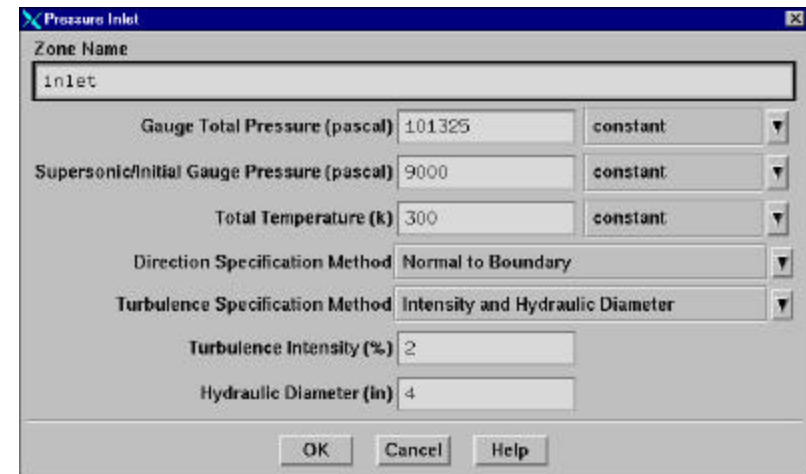 Pressure Inlet
Zone Name
inlet
Gauge Total Pressure (pascal) 101325 constant
Supersonic/Initial Gauge Pressure (pascal) 9000 constant
Total Temperature (k) 300 constant
Direction Specification Method Normal to Boundary
Turbulence Specification Method Intensity and Hydraulic Diameter
Turbulence Intensity (%) 2
Hydraulic Diameter (in) 4
OK Cancel Help